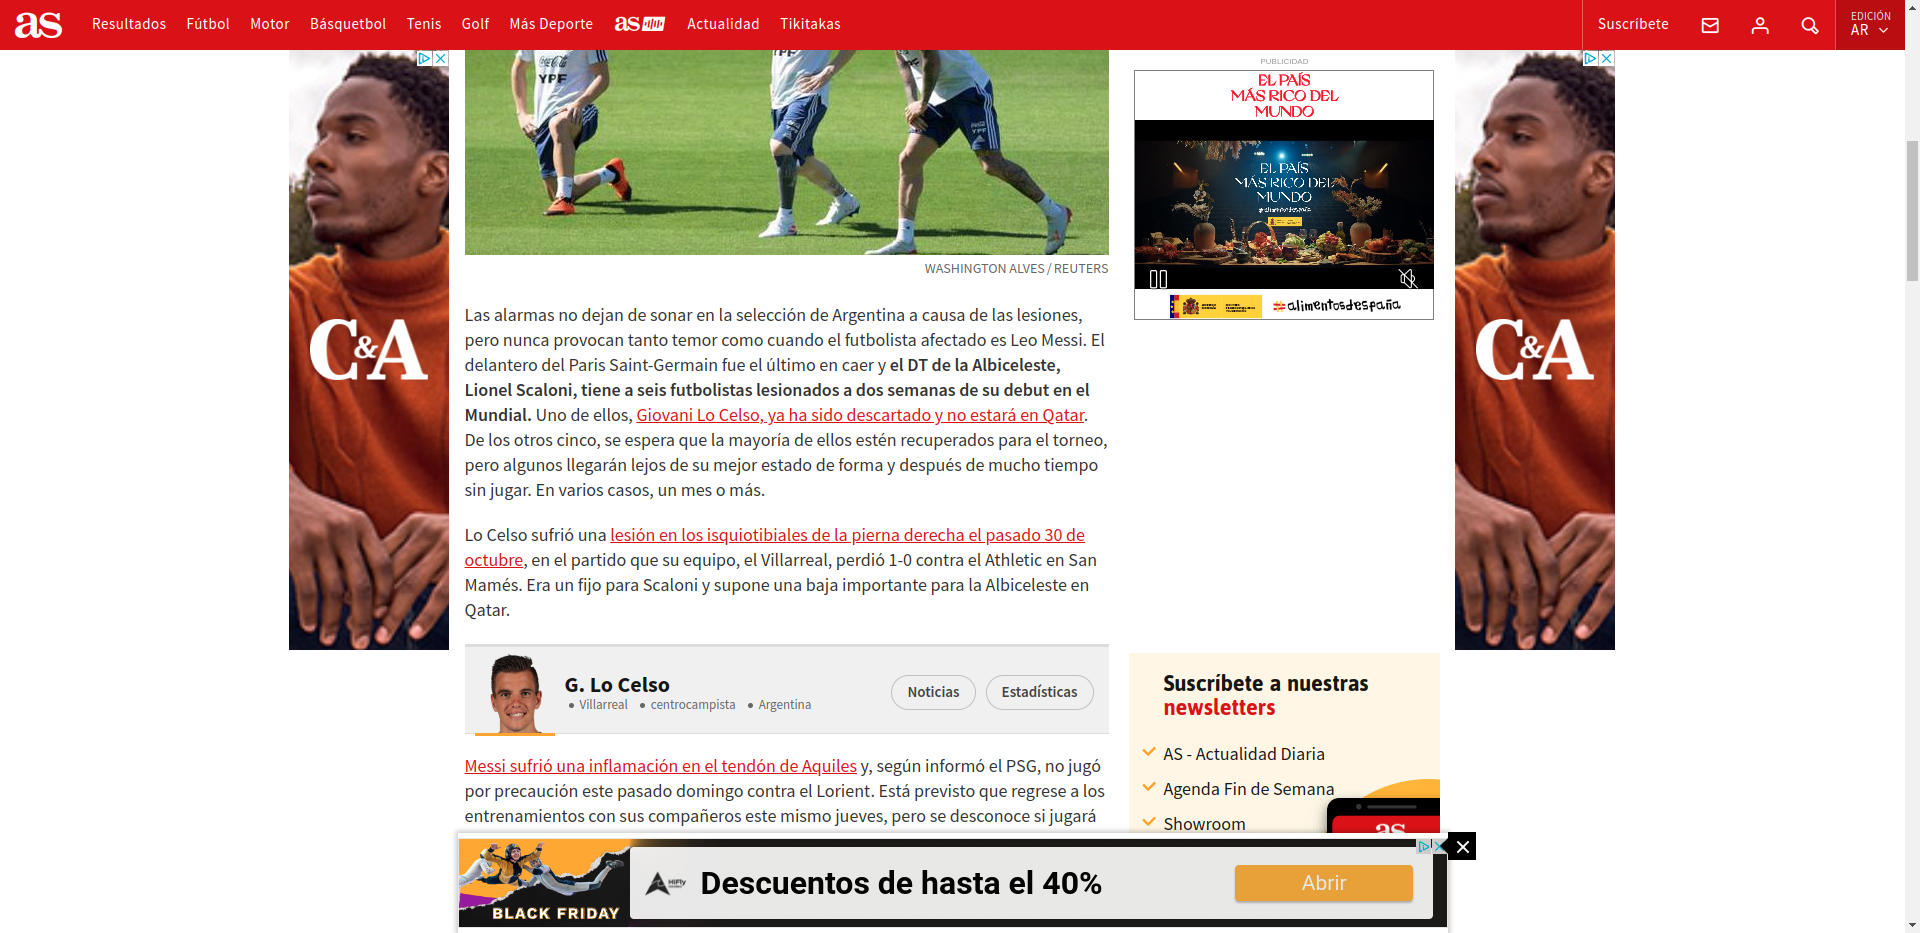 as
Resultados
Fútbol
Motor
Básquetbol
Tenis
Golf
Más Deporte
as
Actualidad
Tikitakas
Suscríbete
EDICIÓN
AR
YPF
YPF
YPF
WASHINGTON ALVES / REUTERS
Las alarmas no dejan de sonar en la selección de Argentina a causa de las lesiones,
pero nunca provocan tanto temor como cuando el futbolista afectado es Leo Messi. El
delantero del Paris Saint-Germain fue el último en caer y el DT de la Albiceleste,
Lionel Scaloni, tiene a seis futbolistas lesionados a dos semanas de su debut en el
Mundial. Uno de ellos, Giovani Lo Celso, ya ha sido descartado y no estará en Qatar.
De los otros cinco, se espera que la mayoría de ellos estén recuperados para el torneo,
pero algunos llegarán lejos de su mejor estado de forma y después de mucho tiempo
sin jugar. En varios casos, un mes o más.
Lo Celso sufrió una lesión en los isquiotibiales de la pierna derecha el pasado 30 de
octubre, en el partido que su equipo, el Villarreal, perdió 1-0 contra el Athletic en San
Mamés. Era un fijo para Scaloni y supone una baja importante para la Albiceleste en
Qatar.
G. Lo Celso
• Villarreal • centrocampista • Argentina
Noticias
Estadísticas
Messi sufrió una inflamación en el tendón de Aquiles y, según informó el PSG, no jugó
por precaución este pasado domingo contra el Lorient. Está previsto que regrese a los
entrenamientos con sus compañeros este mismo jueves, pero se desconoce si jugará
C&A
PUBLICIDAD
EL PAÍS
MÁS RICO DEL
MUNDO
EL PAÍS
MÁS RICO DEL
MUNDO
alimentosdespaña
C&A
Suscríbete a nuestras
newsletters
AS - Actualidad Diaria
Agenda Fin de Semana
Showroom
as
BLACK FRIDAY
HiFly
Descuentos de hasta el 40%
Abrir